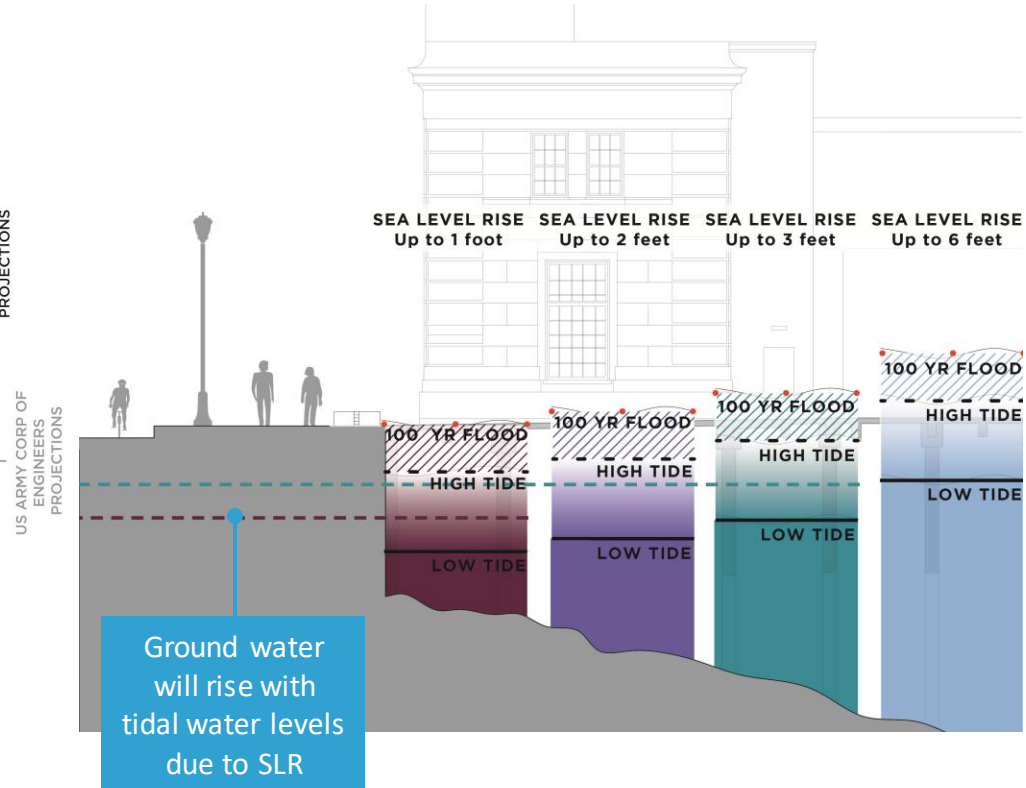 PROJECTIONS
US ARMY CORP OF
ENGINEERS
PROJECTIONS
SEA LEVEL RISE
Up to 1 foot
SEA LEVEL RISE
Up to 2 feet
SEA LEVEL RISE
Up to 3 feet
SEA LEVEL RISE
Up to 6 feet
100 YR FLOOD
HIGH TIDE
LOW TIDE
100 YR FLOOD
HIGH TIDE
LOW TIDE
100 YR FLOOD
HIGH TIDE
LOW TIDE
100 YR FLOOD
HIGH TIDE
LOW TIDE
Ground water
will rise with
tidal water levels
due to SLR